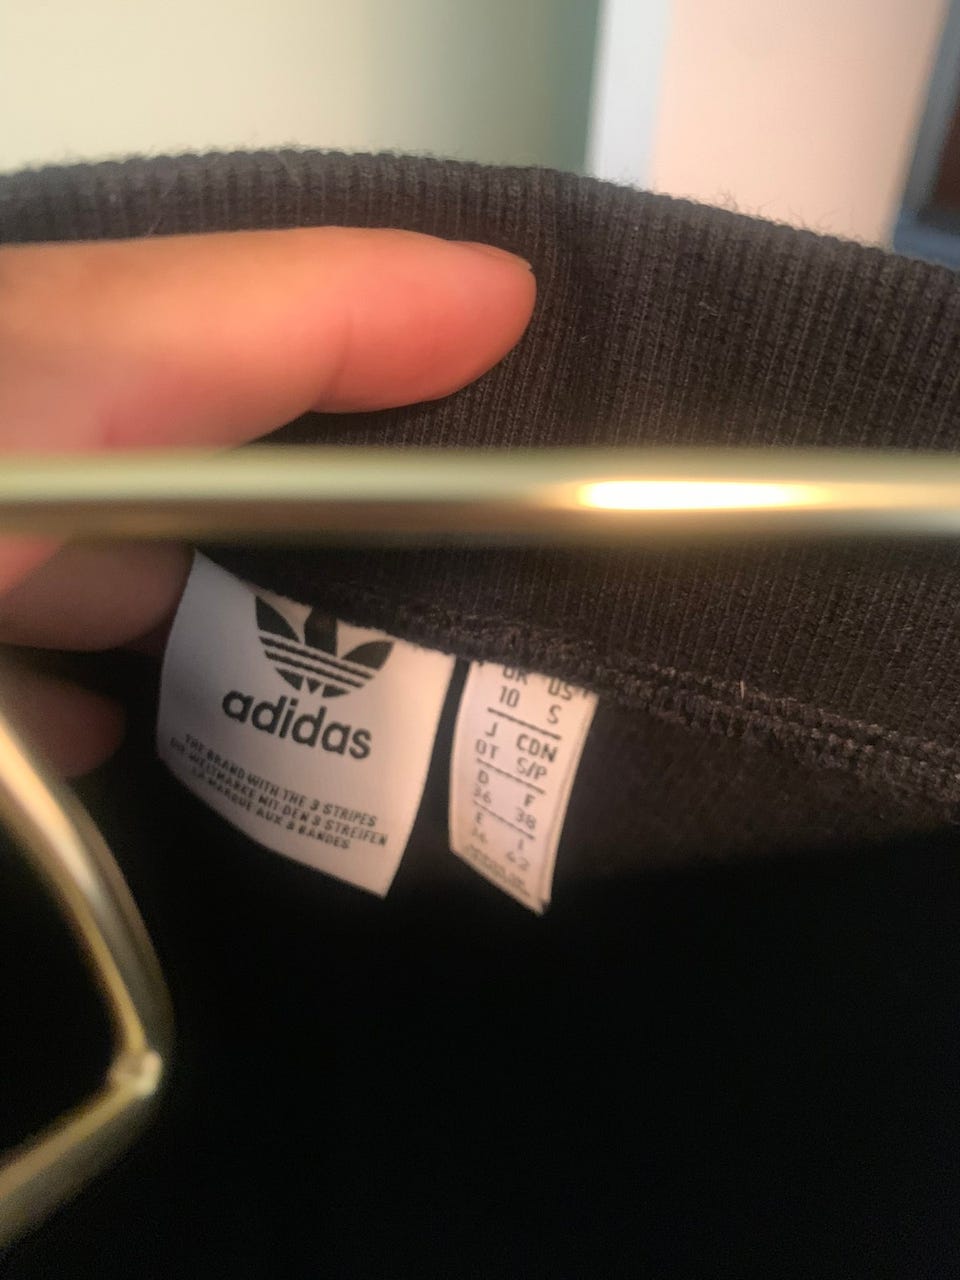 adidas
THE BRAND WITH THE 3 STRIPES
DIE WELTMARKE MIT DEN 3 STREIFEN
LA MARQUE AUX 3 BANDES
UK US
10 S
J CDN
OT S/P
D F
36 38
E I
36 42